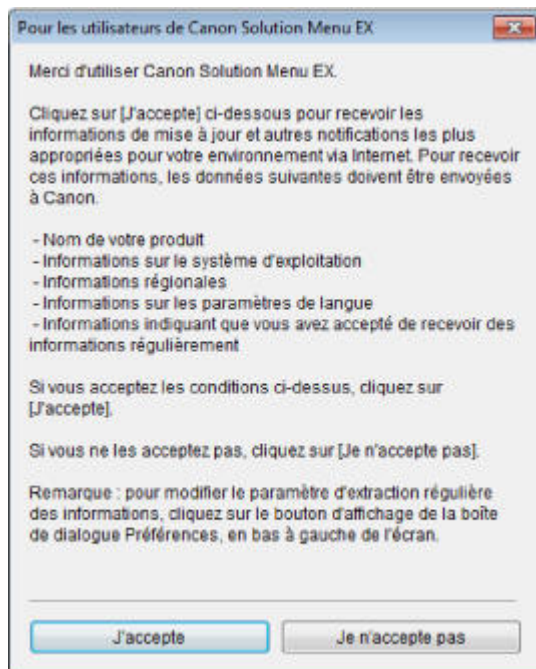 Pour les utilisateurs de Canon Solution Menu EX
Merci d'utiliser Canon Solution Menu EX.
Cliquez sur [J'accepte] ci-dessous pour recevoir les
informations de mise à jour et autres notifications les plus
appropriées pour votre environnement via Internet. Pour recevoir
ces informations, les données suivantes doivent être envoyées
à Canon.
- Nom de votre produit
- Informations sur le système d'exploitation
- Informations régionales
- Informations sur les paramètres de langue
- Informations indiquant que vous avez accepté de recevoir des
informations régulièrement
Si vous acceptez les conditions ci-dessus, cliquez sur
[J'accepte].
Si vous ne les acceptez pas, cliquez sur [Je n'accepte pas].
Remarque : pour modifier le paramètre d'extraction régulière
des informations, cliquez sur le bouton d'affichage de la boîte
de dialogue Préférences, en bas à gauche de l'écran.
J'accepte
Je n'accepte pas